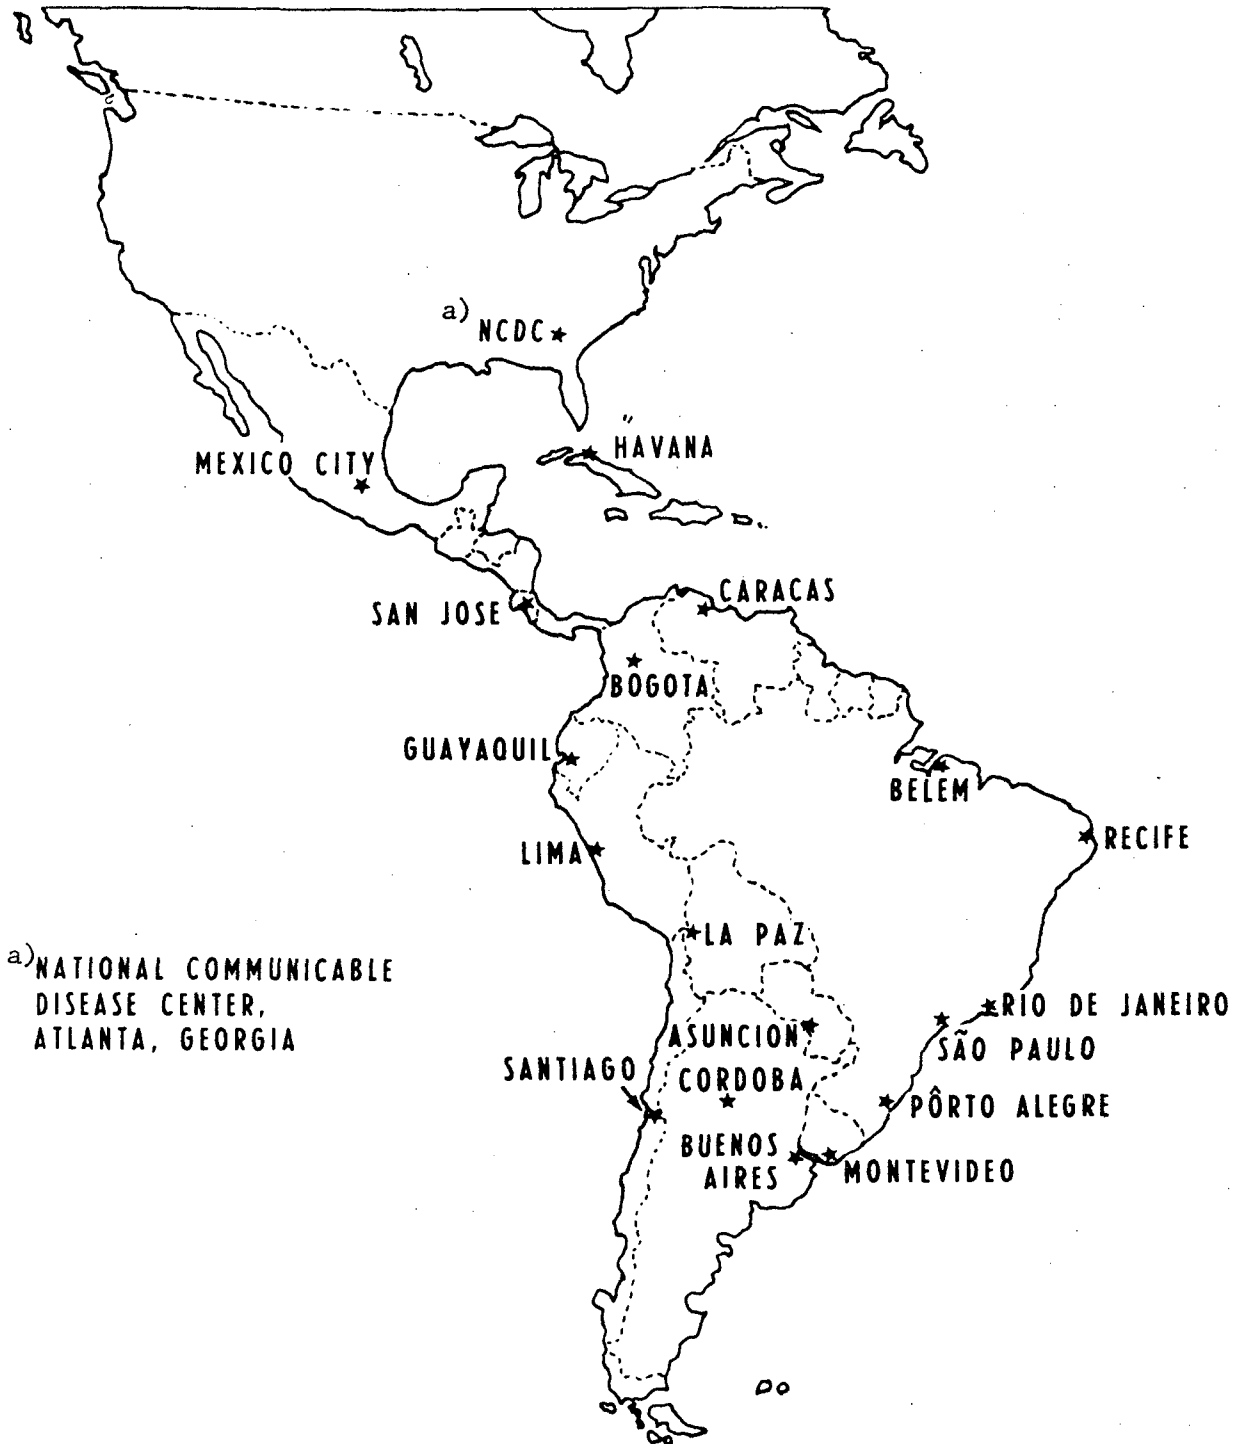 a) NCDC
HAVANA
MEXICO CITY
CARACAS
SAN JOSE
BOGOTA
GUAYAQUIL
BELEM
RECIFE
LIMA
LA PAZ
a) NATIONAL COMMUNICABLE
DISEASE CENTER,
ATLANTA, GEORGIA
RIO DE JANEIRO
ASUNCION
SÃO PAULO
SANTIAGO
CORDOBA
PÔRTO ALEGRE
BUENOS
AIRES
MONTEVIDEO